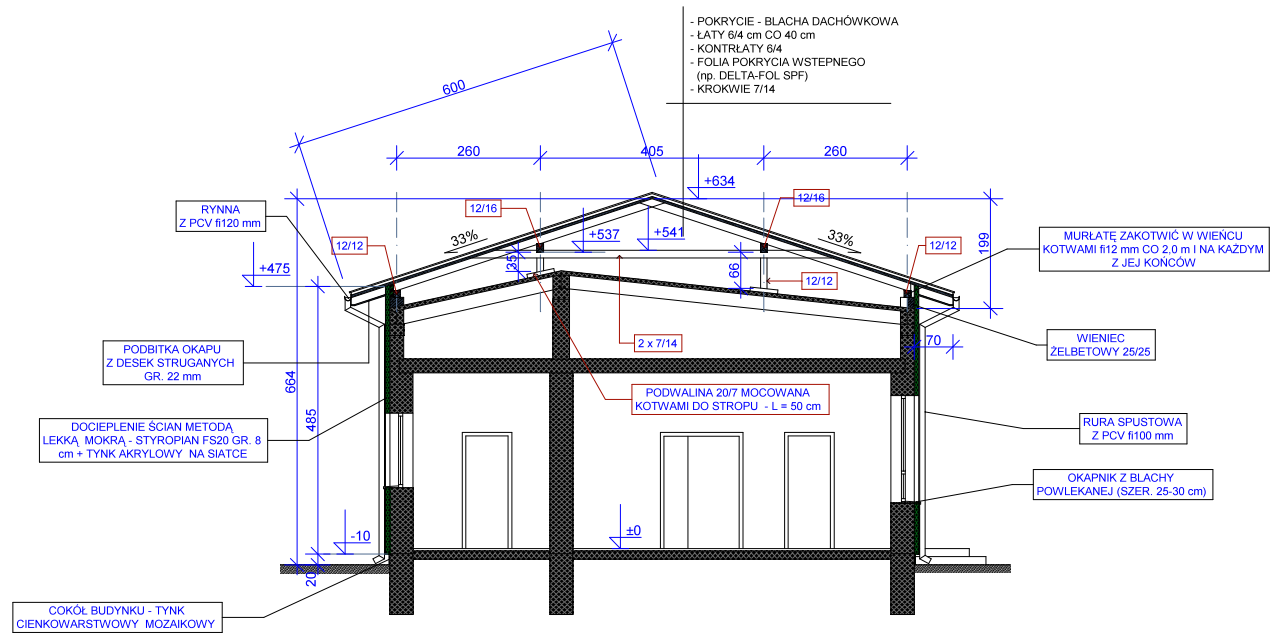 - POKRYCIE - BLACHA DACHÓWKOWA
- ŁATY 6/4 cm CO 40 cm
- KONTRŁATY 6/4
- FOLIA POKRYCIA WSTEPNEGO
(np. DELTA-FOL SPF)
- KROKWIE 7/14
600
260
405
260
+634
12/16
12/16
RYNNA
Z PCV fi120 mm
33%
+537
+541
33%
12/12
12/12
199
MURŁATĘ ZAKOTWIĆ W WIEŃCU
KOTWAMI fi12 mm CO 2,0 m I NA KAŻDYM
Z JEJ KOŃCÓW
+475
35
66
12/12
2 x 7/14
70
WIENIEC
ŻELBETOWY 25/25
PODBITKA OKAPU
Z DESEK STRUGANYCH
GR. 22 mm
664
485
PODWALINA 20/7 MOCOWANA
KOTWAMI DO STROPU - L = 50 cm
DOCIEPLENIE ŚCIAN METODĄ
LEKKĄ MOKRĄ - STYROPIAN FS20 GR. 8
cm + TYNK AKRYLOWY NA SIATCE
RURA SPUSTOWA
Z PCV fi100 mm
OKAPNIK Z BLACHY
POWLEKANEJ (SZER. 25-30 cm)
-10
±0
20
COKÓŁ BUDYNKU - TYNK
CIENKOWARSTWOWY MOZAIKOWY